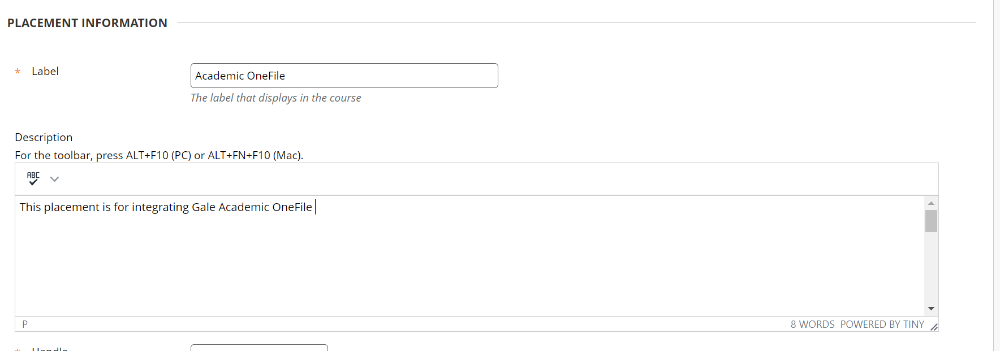 PLACEMENT INFORMATION
* Label
Academic OneFile
The label that displays in the course
Description
For the toolbar, press ALT+F10 (PC) or ALT+FN+F10 (Mac).
ABC
This placement is for integrating Gale Academic OneFile
P
8 WORDS POWERED BY TINY
* Handle